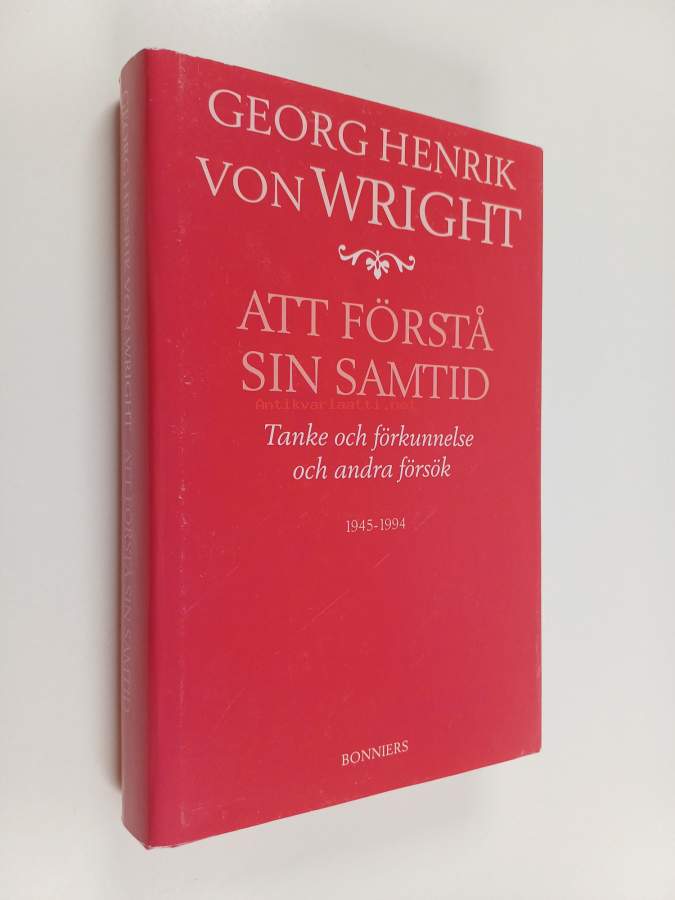 GEORG HENRIK
VON WRIGHT
ATT FÖRSTÅ
SIN SAMTID
Antikvariaatti.net
Tanke och förkunnelse
och andra försök
1945-1994
BONNIERS
GEORG HENRIK VON WRIGHT ATT FÖRSTÅ SIN SAMTID